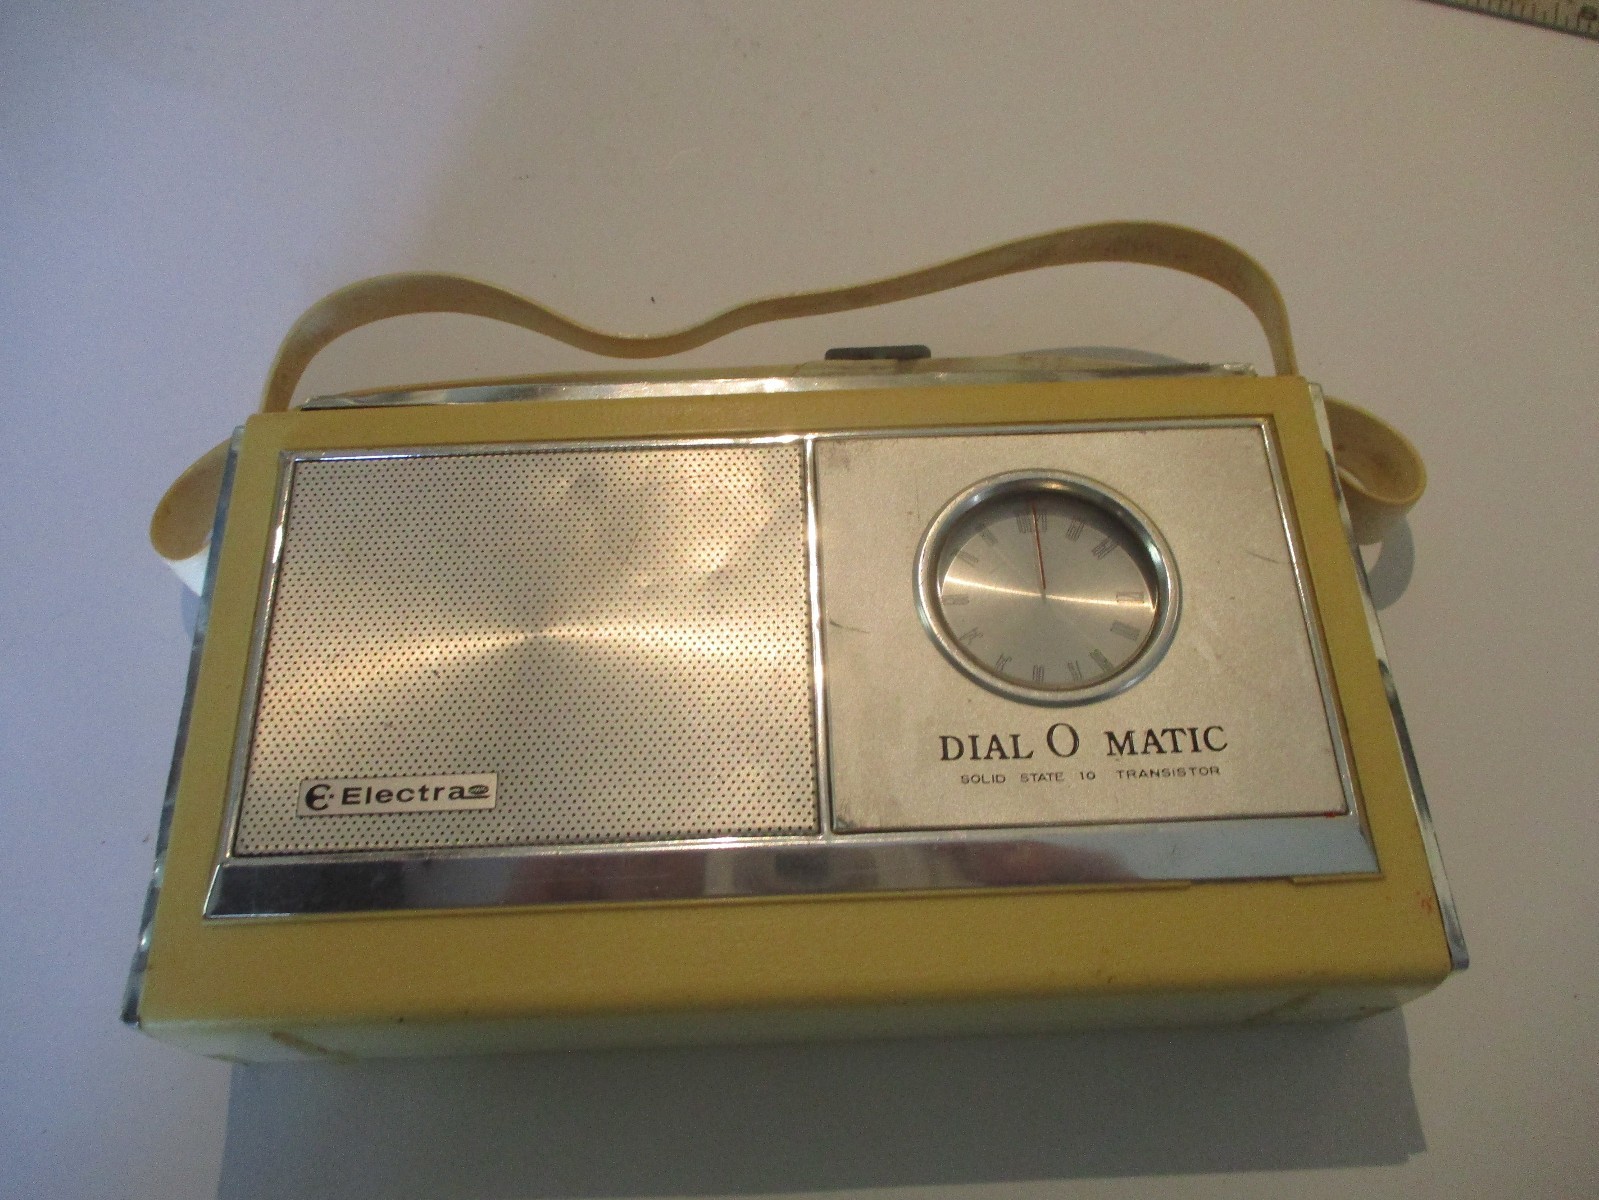 Electra
DIAL O MATIC
SOLID STATE 10 TRANSISTOR